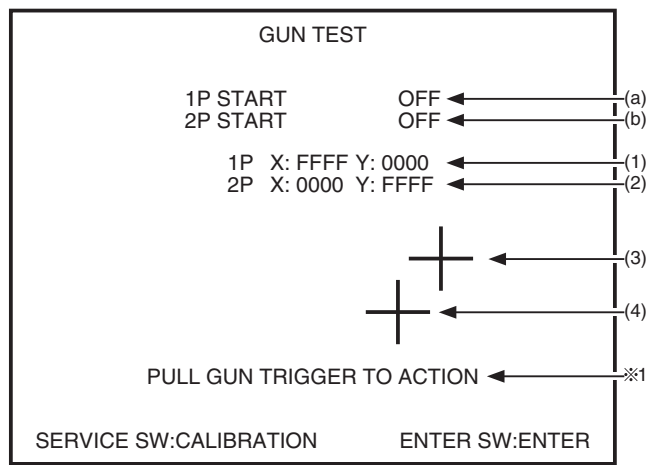 GUN TEST
1P START OFF (a)
2P START OFF (b)
1P X: FFFF Y: 0000 (1)
2P X: 0000 Y: FFFF (2)
(3)
(4)
PULL GUN TRIGGER TO ACTION ※1
SERVICE SW:CALIBRATION ENTER SW:ENTER